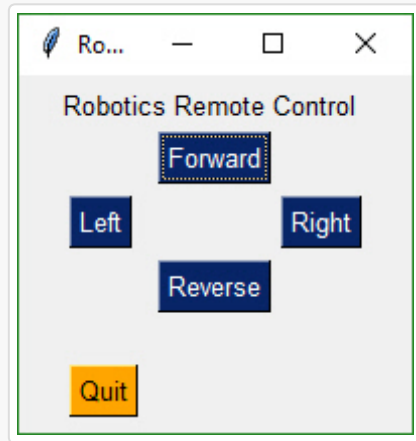 Ro...
Robotics Remote Control
Forward
Left Right
Reverse
Quit